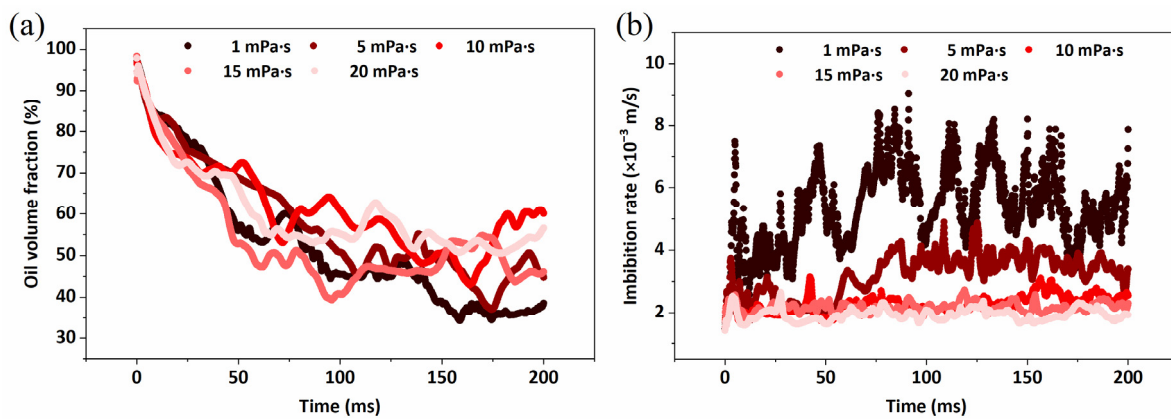 (a)
1 mPa·s 5 mPa·s 10 mPa·s
15 mPa·s 20 mPa·s
100
90
80
70
60
50
40
30
Oil volume fraction (%)
0 50 100 150 200
Time (ms)
(b)
1 mPa·s 5 mPa·s 10 mPa·s
15 mPa·s 20 mPa·s
10
8
6
4
2
Imbibition rate (×10⁻³ m/s)
0 50 100 150 200
Time (ms)